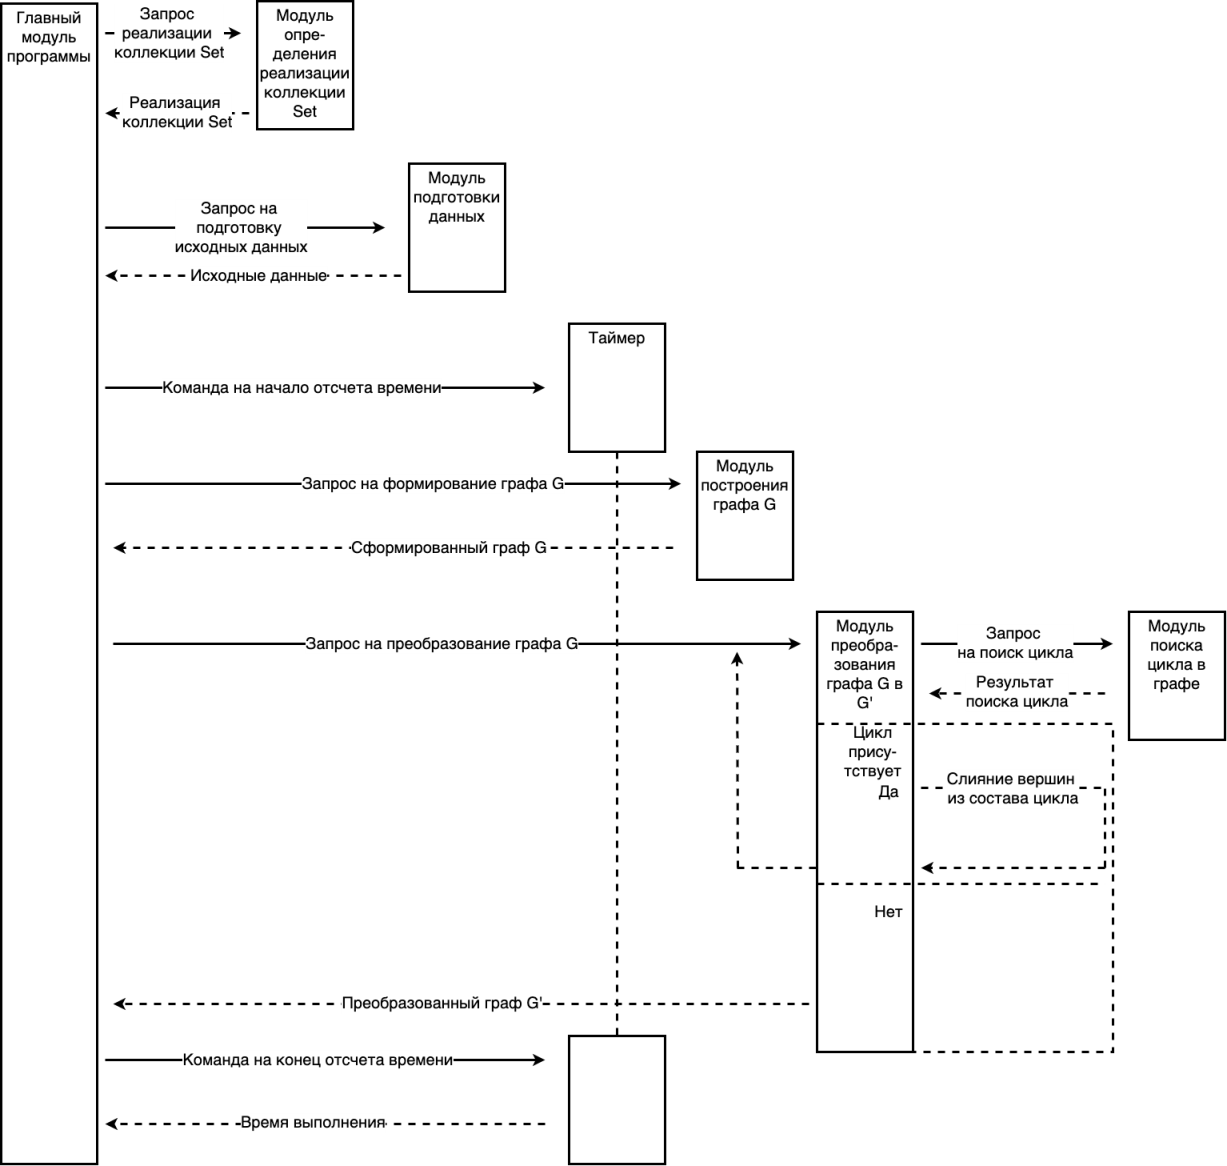 Главный
модуль
программы
Запрос
реализации
коллекции Set
Модуль
опре-
деления
реализации
коллекции
Set
Реализация
коллекции Set
Модуль
подготовки
данных
Запрос на
подготовку
исходных данных
Исходные данные
Таймер
Команда на начало отсчета времени
Модуль
построения
графа G
Запрос на формирование графа G
Сформированный граф G
Запрос на преобразование графа G
Модуль
преобра-
зования
графа G в
G'
Запрос
на поиск цикла
Модуль
поиска
цикла в
графе
Результат
поиска цикла
Цикл
прису-
тствует
Да
Слияние вершин
из состава цикла
Нет
Преобразованный граф G'
Команда на конец отсчета времени
Время выполнения